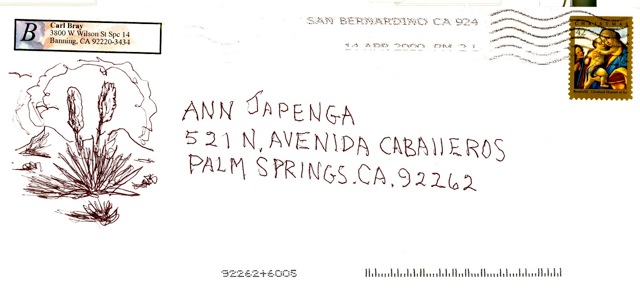 B
Carl Bray
3800 W Wilson St Spc 14
Banning, CA 92220-3434
SAN BERNARDINO CA 924
14 APR 2009 PM 2 L
42
ANN JAPENGA
521 N. AVENIDA CABAllEROS
PALM SPRINGS. CA. 92262
92262+6005